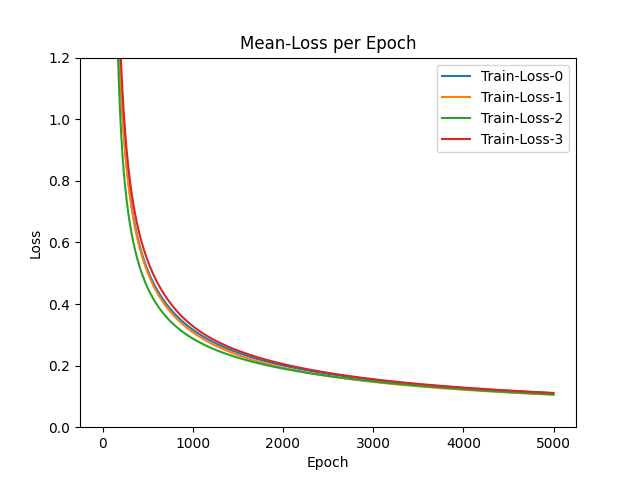 Mean-Loss per Epoch
1.2
1.0
0.8
0.6
0.4
0.2
0.0
Loss
Train-Loss-0
Train-Loss-1
Train-Loss-2
Train-Loss-3
0 1000 2000 3000 4000 5000
Epoch